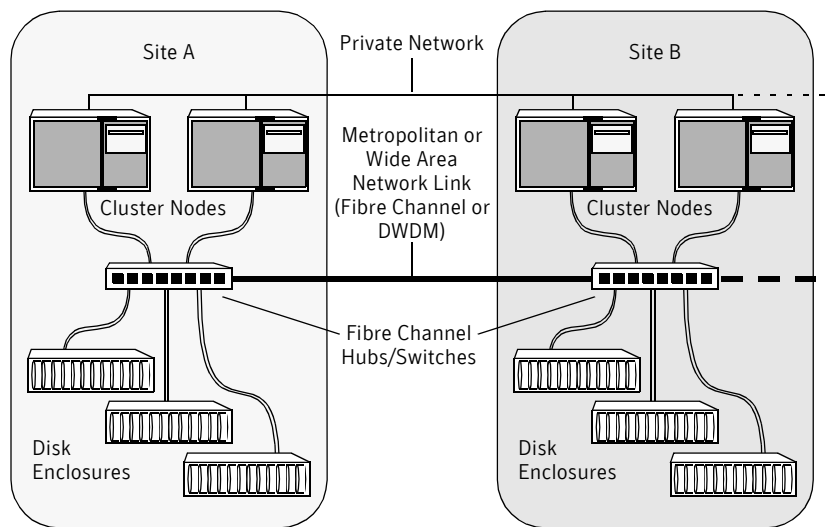 Site A
Private Network
Site B
Metropolitan or
Wide Area
Network Link
(Fibre Channel or
DWDM)
Cluster Nodes
Cluster Nodes
Fibre Channel
Hubs/Switches
Disk
Enclosures
Disk
Enclosures